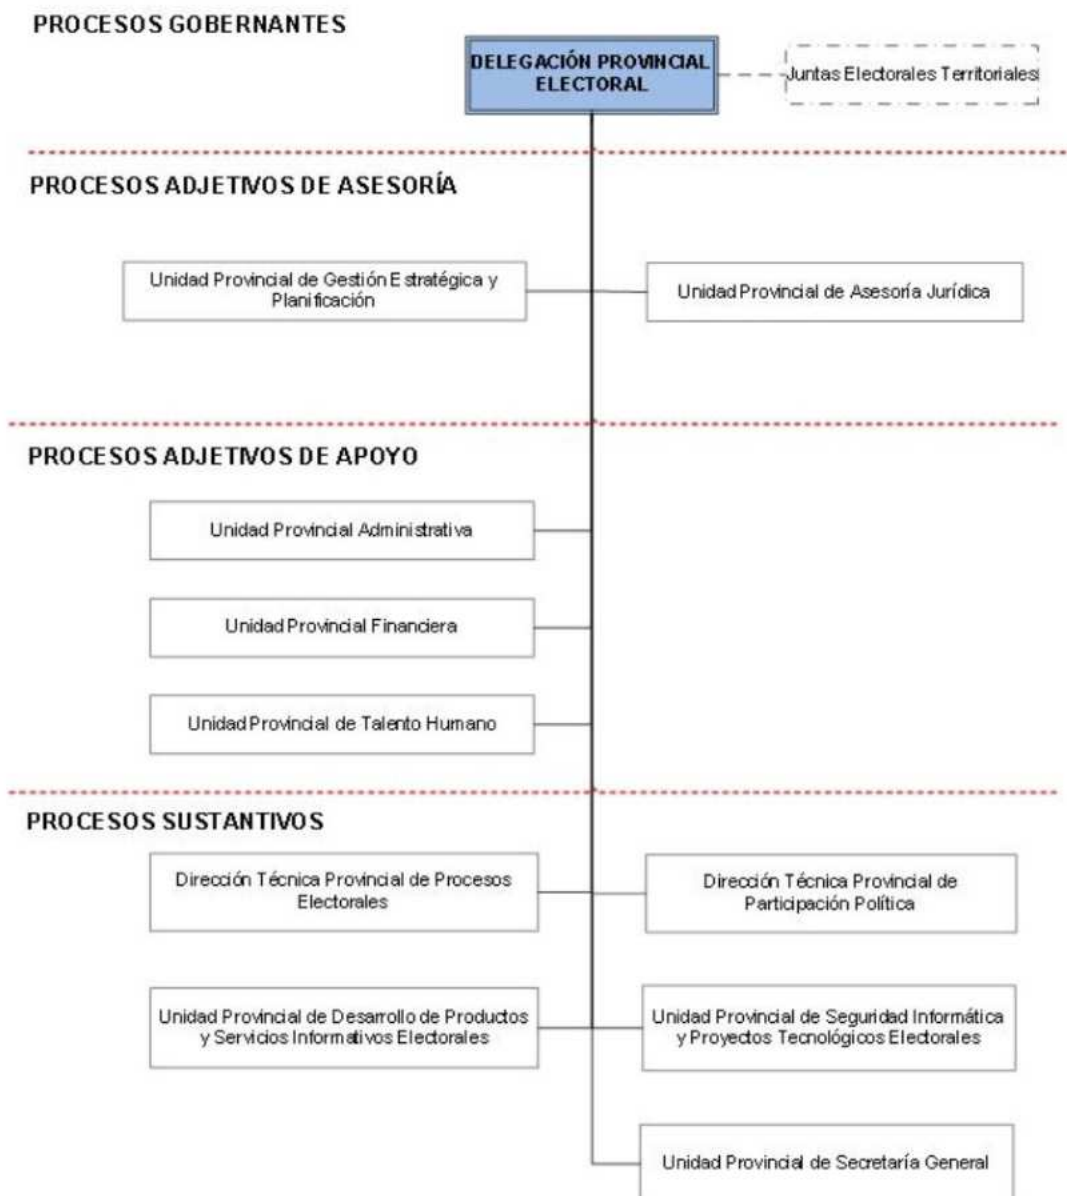 PROCESOS GOBERNANTES
DELEGACIÓN PROVINCIAL
ELECTORAL
Juntas Electorales Territoriales
PROCESOS ADJETIVOS DE ASESORÍA
Unidad Provincial de Gestión Estratégica y
Planificación
Unidad Provincial de Asesoría Jurídica
PROCESOS ADJETIVOS DE APOYO
Unidad Provincial Administrativa
Unidad Provincial Financiera
Unidad Provincial de Talento Humano
PROCESOS SUSTANTIVOS
Dirección Técnica Provincial de Procesos
Electorales
Dirección Técnica Provincial de
Participación Política
Unidad Provincial de Desarrollo de Productos
y Servicios Informativos Electorales
Unidad Provincial de Seguridad Informática
y Proyectos Tecnológicos Electorales
Unidad Provincial de Secretaría General